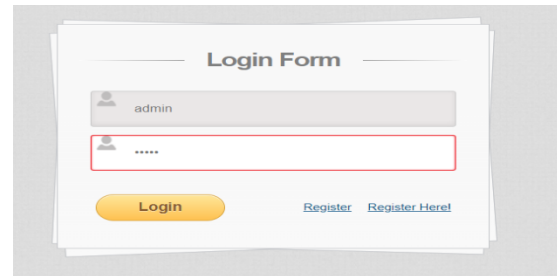 Login Form
admin
•••••
Login
Register Register Here!